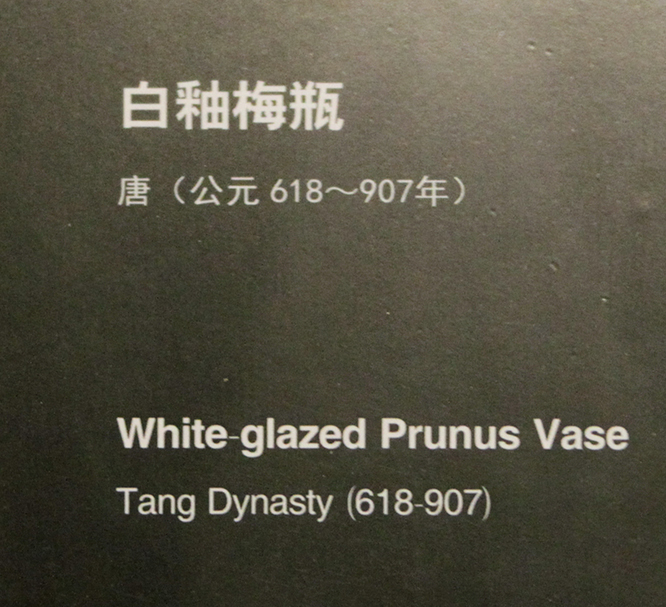 白釉梅瓶
唐（公元 618～907年）
White-glazed Prunus Vase
Tang Dynasty (618-907)